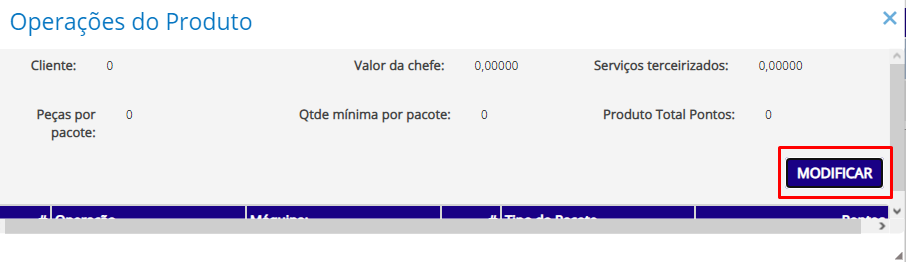 Operações do Produto
Cliente: 0 Valor da chefe: 0,00000 Serviços terceirizados: 0,00000
Peças por pacote: 0 Qtde mínima por pacote: 0 Produto Total Pontos: 0
MODIFICAR
# Operação Máquina: # Tipo de Pacote Pontos